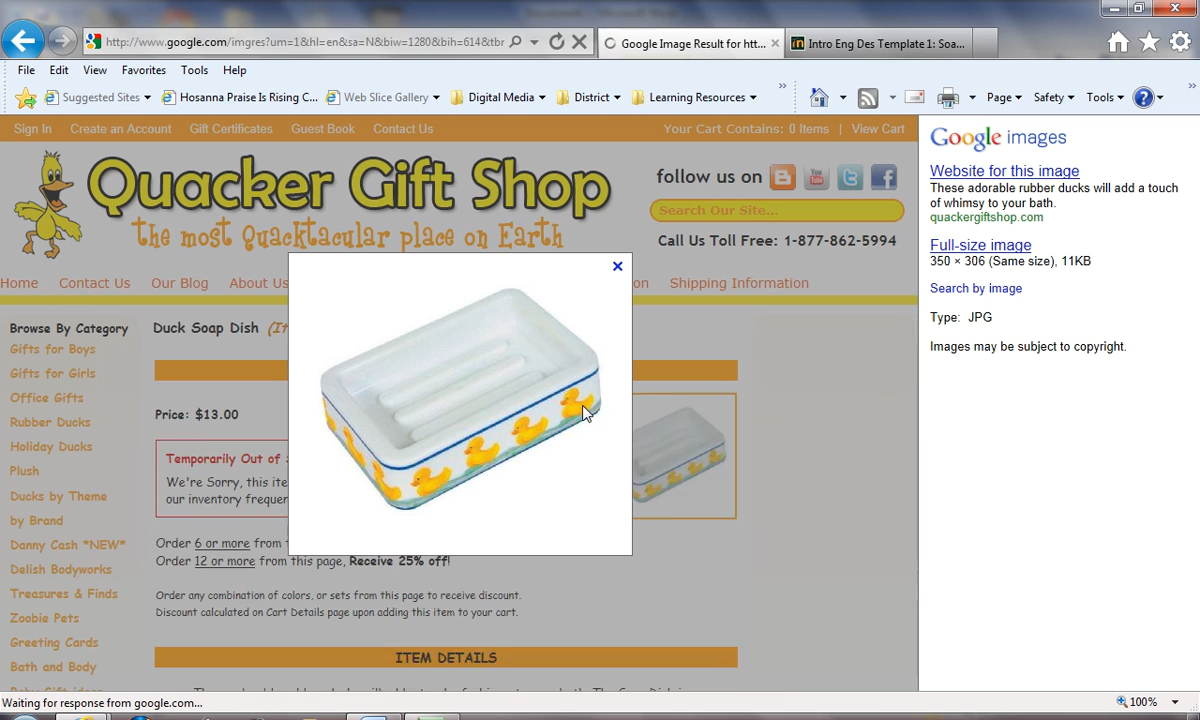 http://www.google.com/imgres?um=1&hl=en&sa=N&biw=1280&bih=614&tbr
Google Image Result for htt...
Intro Eng Des Template 1: Soa...
File Edit View Favorites Tools Help
Suggested Sites
Hosanna Praise Is Rising C...
Web Slice Gallery
Digital Media
District
Learning Resources
Page Safety Tools
Sign In Create an Account Gift Certificates Guest Book Contact Us
Your Cart Contains: 0 Items | View Cart
Quacker Gift Shop
the most Quacktacular place on Earth
follow us on
You Tube
Search Our Site...
Call Us Toll Free: 1-877-862-5994
Home Contact Us Our Blog About Us
on Shipping Information
Browse By Category
Gifts for Boys
Gifts for Girls
Office Gifts
Rubber Ducks
Holiday Ducks
Plush
Ducks by Theme
by Brand
Danny Cash *NEW*
Delish Bodyworks
Treasures & Finds
Zoobie Pets
Greeting Cards
Bath and Body
Duck Soap Dish (It
Price: $13.00
Temporarily Out of
We're Sorry, this ite
our inventory frequer
Order 6 or more from
Order 12 or more from this page, Receive 25% off!
Order any combination of colors, or sets from this page to receive discount.
Discount calculated on Cart Details page upon adding this item to your cart.
ITEM DETAILS
Google images
Website for this image
These adorable rubber ducks will add a touch
of whimsy to your bath.
quackergiftshop.com
Full-size image
350 × 306 (Same size), 11KB
Search by image
Type: JPG
Images may be subject to copyright.
Waiting for response from google.com...
100%